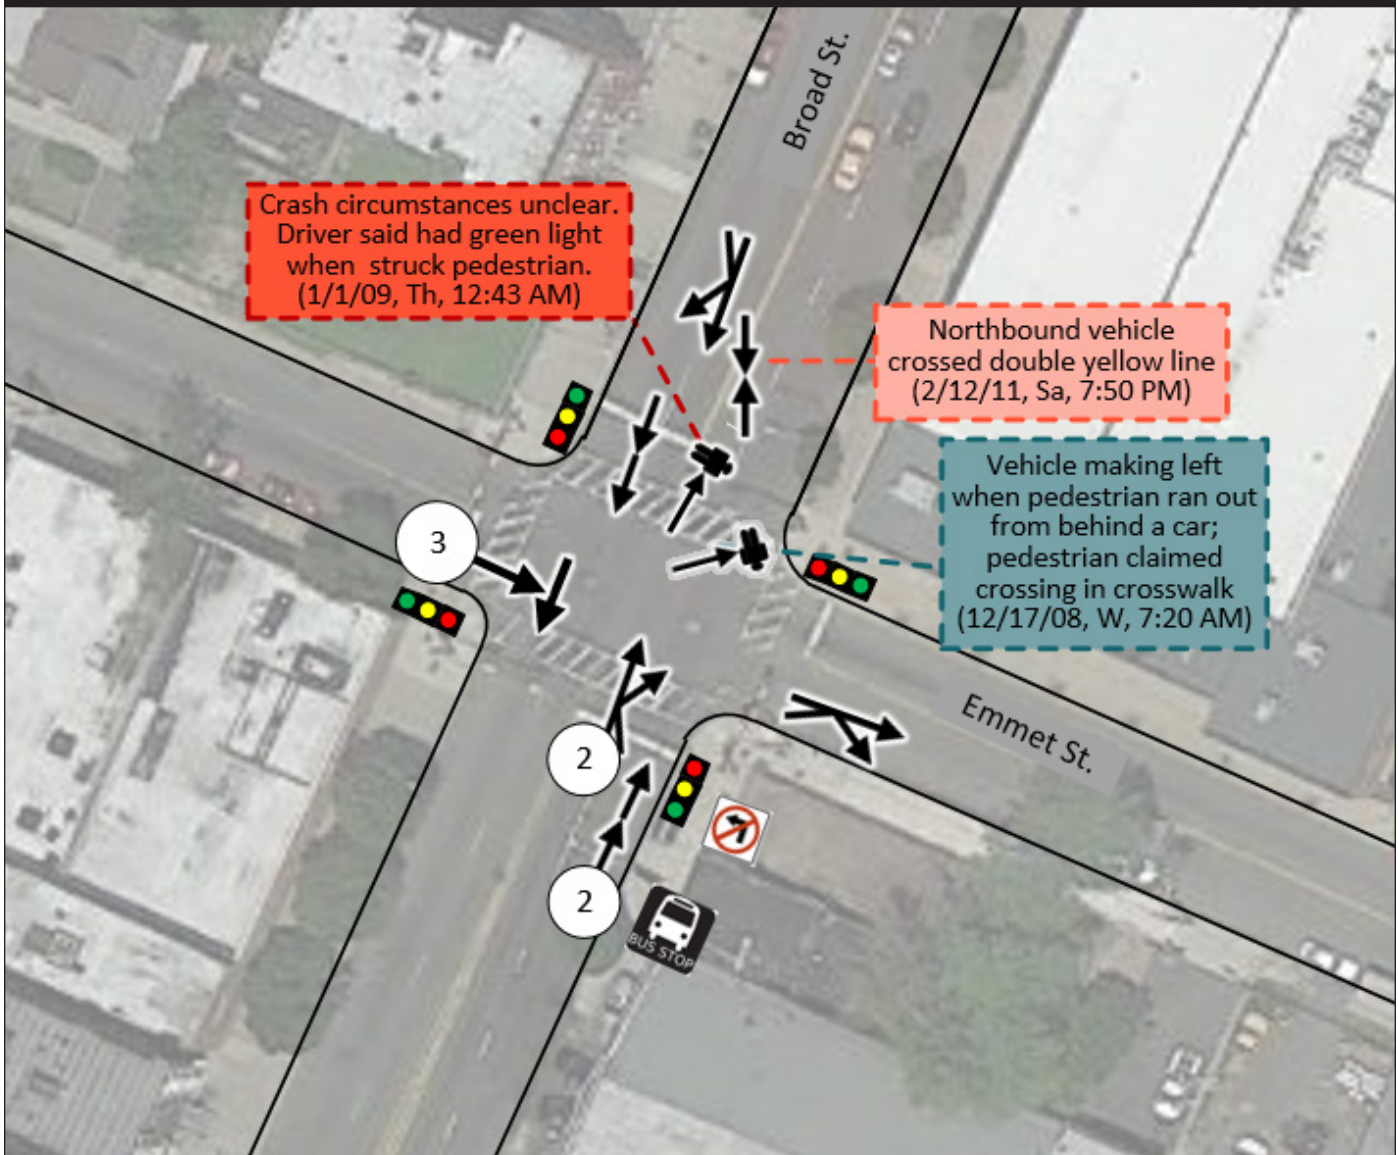 Broad St.
Crash circumstances unclear.
Driver said had green light
when struck pedestrian.
(1/1/09, Th, 12:43 AM)
Northbound vehicle
crossed double yellow line
(2/12/11, Sa, 7:50 PM)
Vehicle making left
when pedestrian ran out
from behind a car;
pedestrian claimed
crossing in crosswalk
(12/17/08, W, 7:20 AM)
3
Emmet St.
2
2
BUS STOP